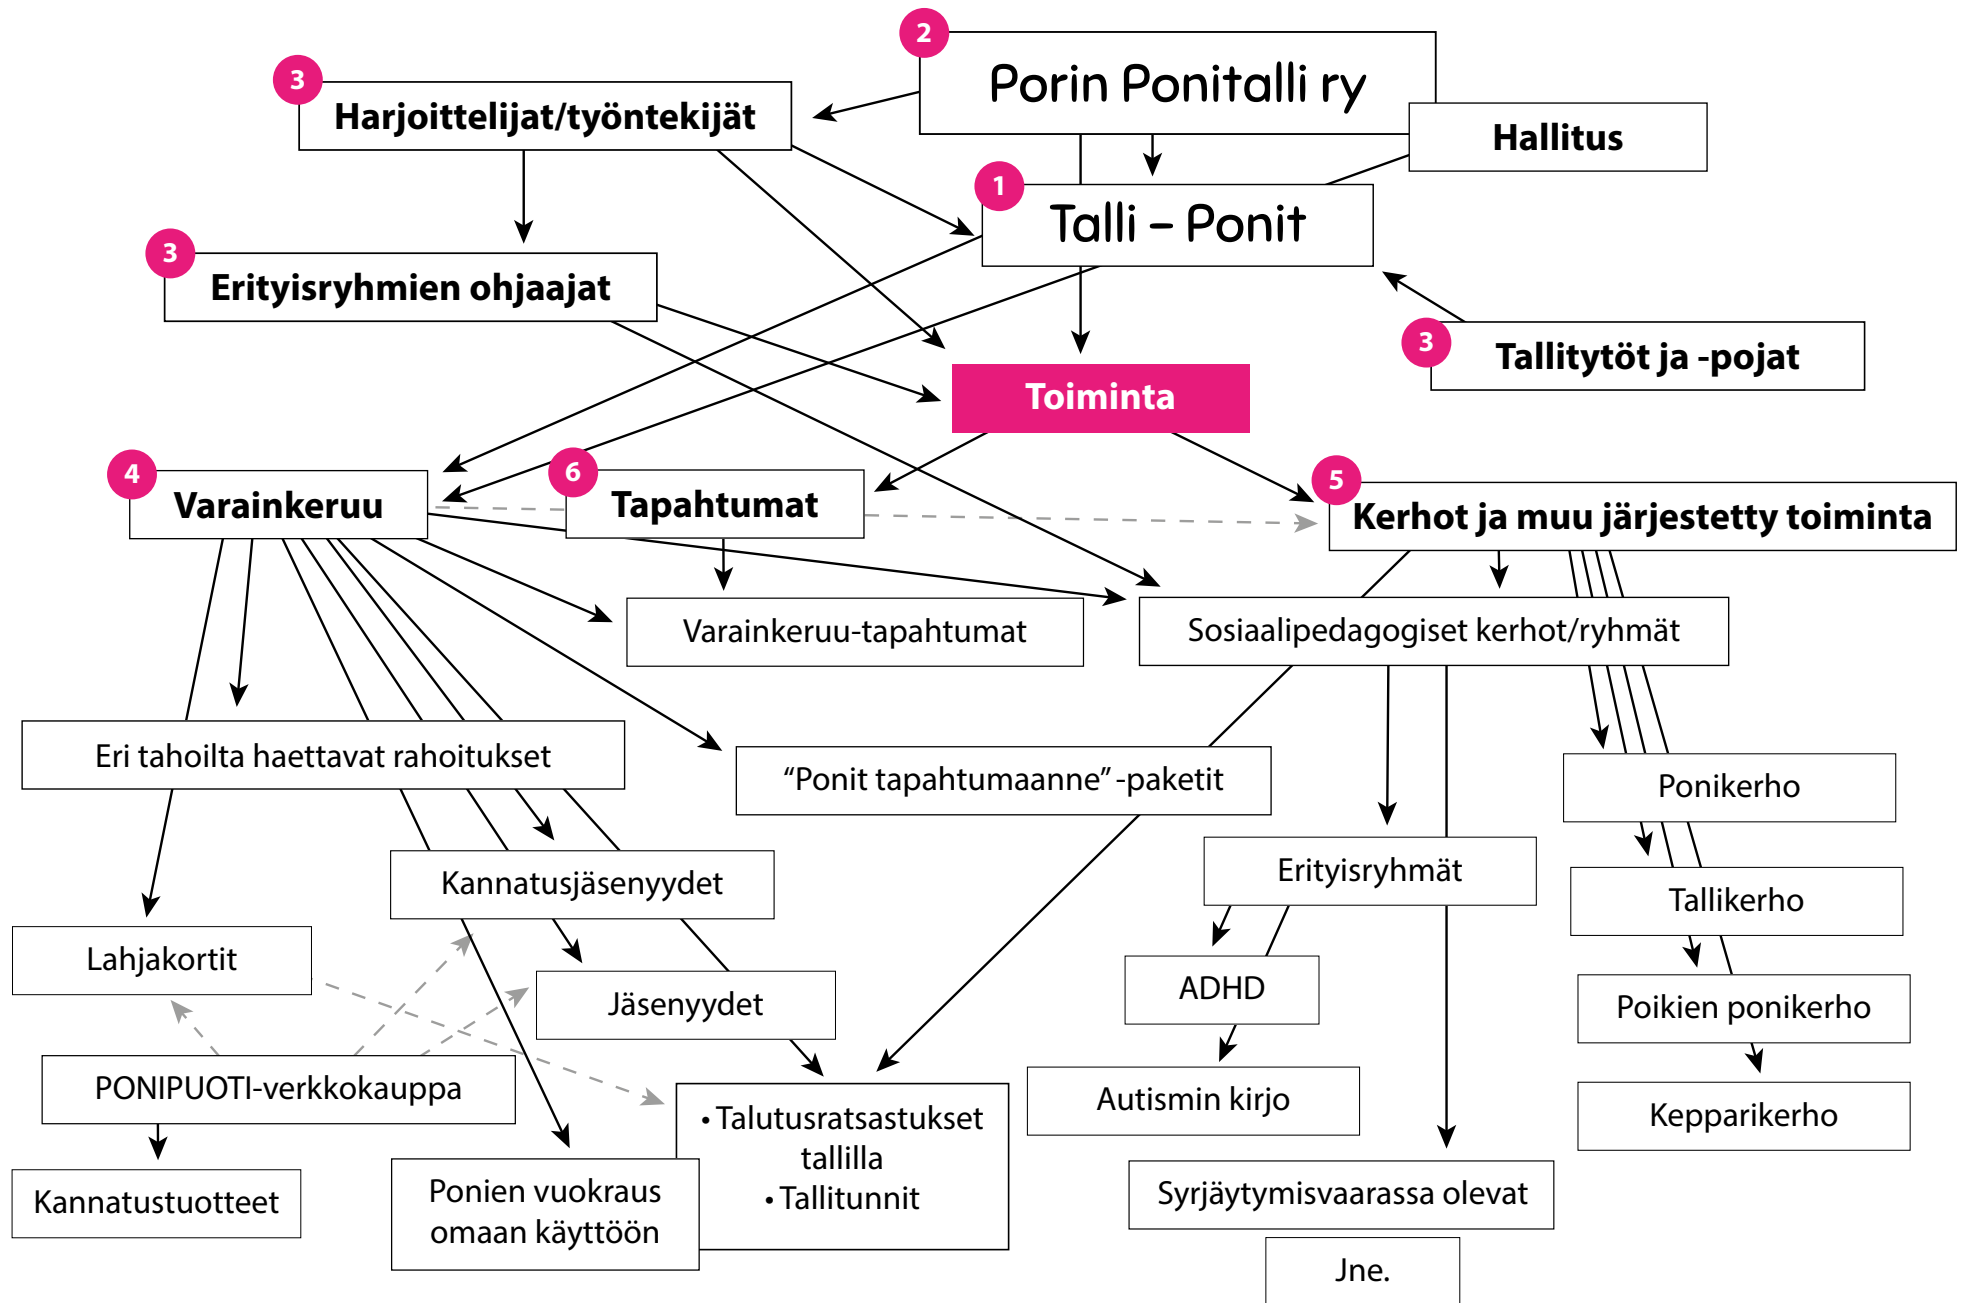 2
Porin Ponitalli ry
3
Harjoittelijat/työntekijät
Hallitus
1
Talli – Ponit
3
Erityisryhmien ohjaajat
3
Tallitytöt ja -pojat
Toiminta
4
Varainkeruu
6
Tapahtumat
5
Kerhot ja muu järjestetty toiminta
Varainkeruu-tapahtumat
Sosiaalipedagogiset kerhot/ryhmät
Eri tahoilta haettavat rahoitukset
“Ponit tapahtumaanne” -paketit
Ponikerho
Kannatusjäsenyydet
Erityisryhmät
Tallikerho
Lahjakortit
Jäsenyydet
ADHD
Poikien ponikerho
PONIPUOTI-verkkokauppa
Autismin kirjo
Kepparikerho
• Talutusratsastukset
tallilla
• Tallitunnit
Kannatustuotteet
Ponien vuokraus
omaan käyttöön
Syrjäytymisvaarassa olevat
Jne.